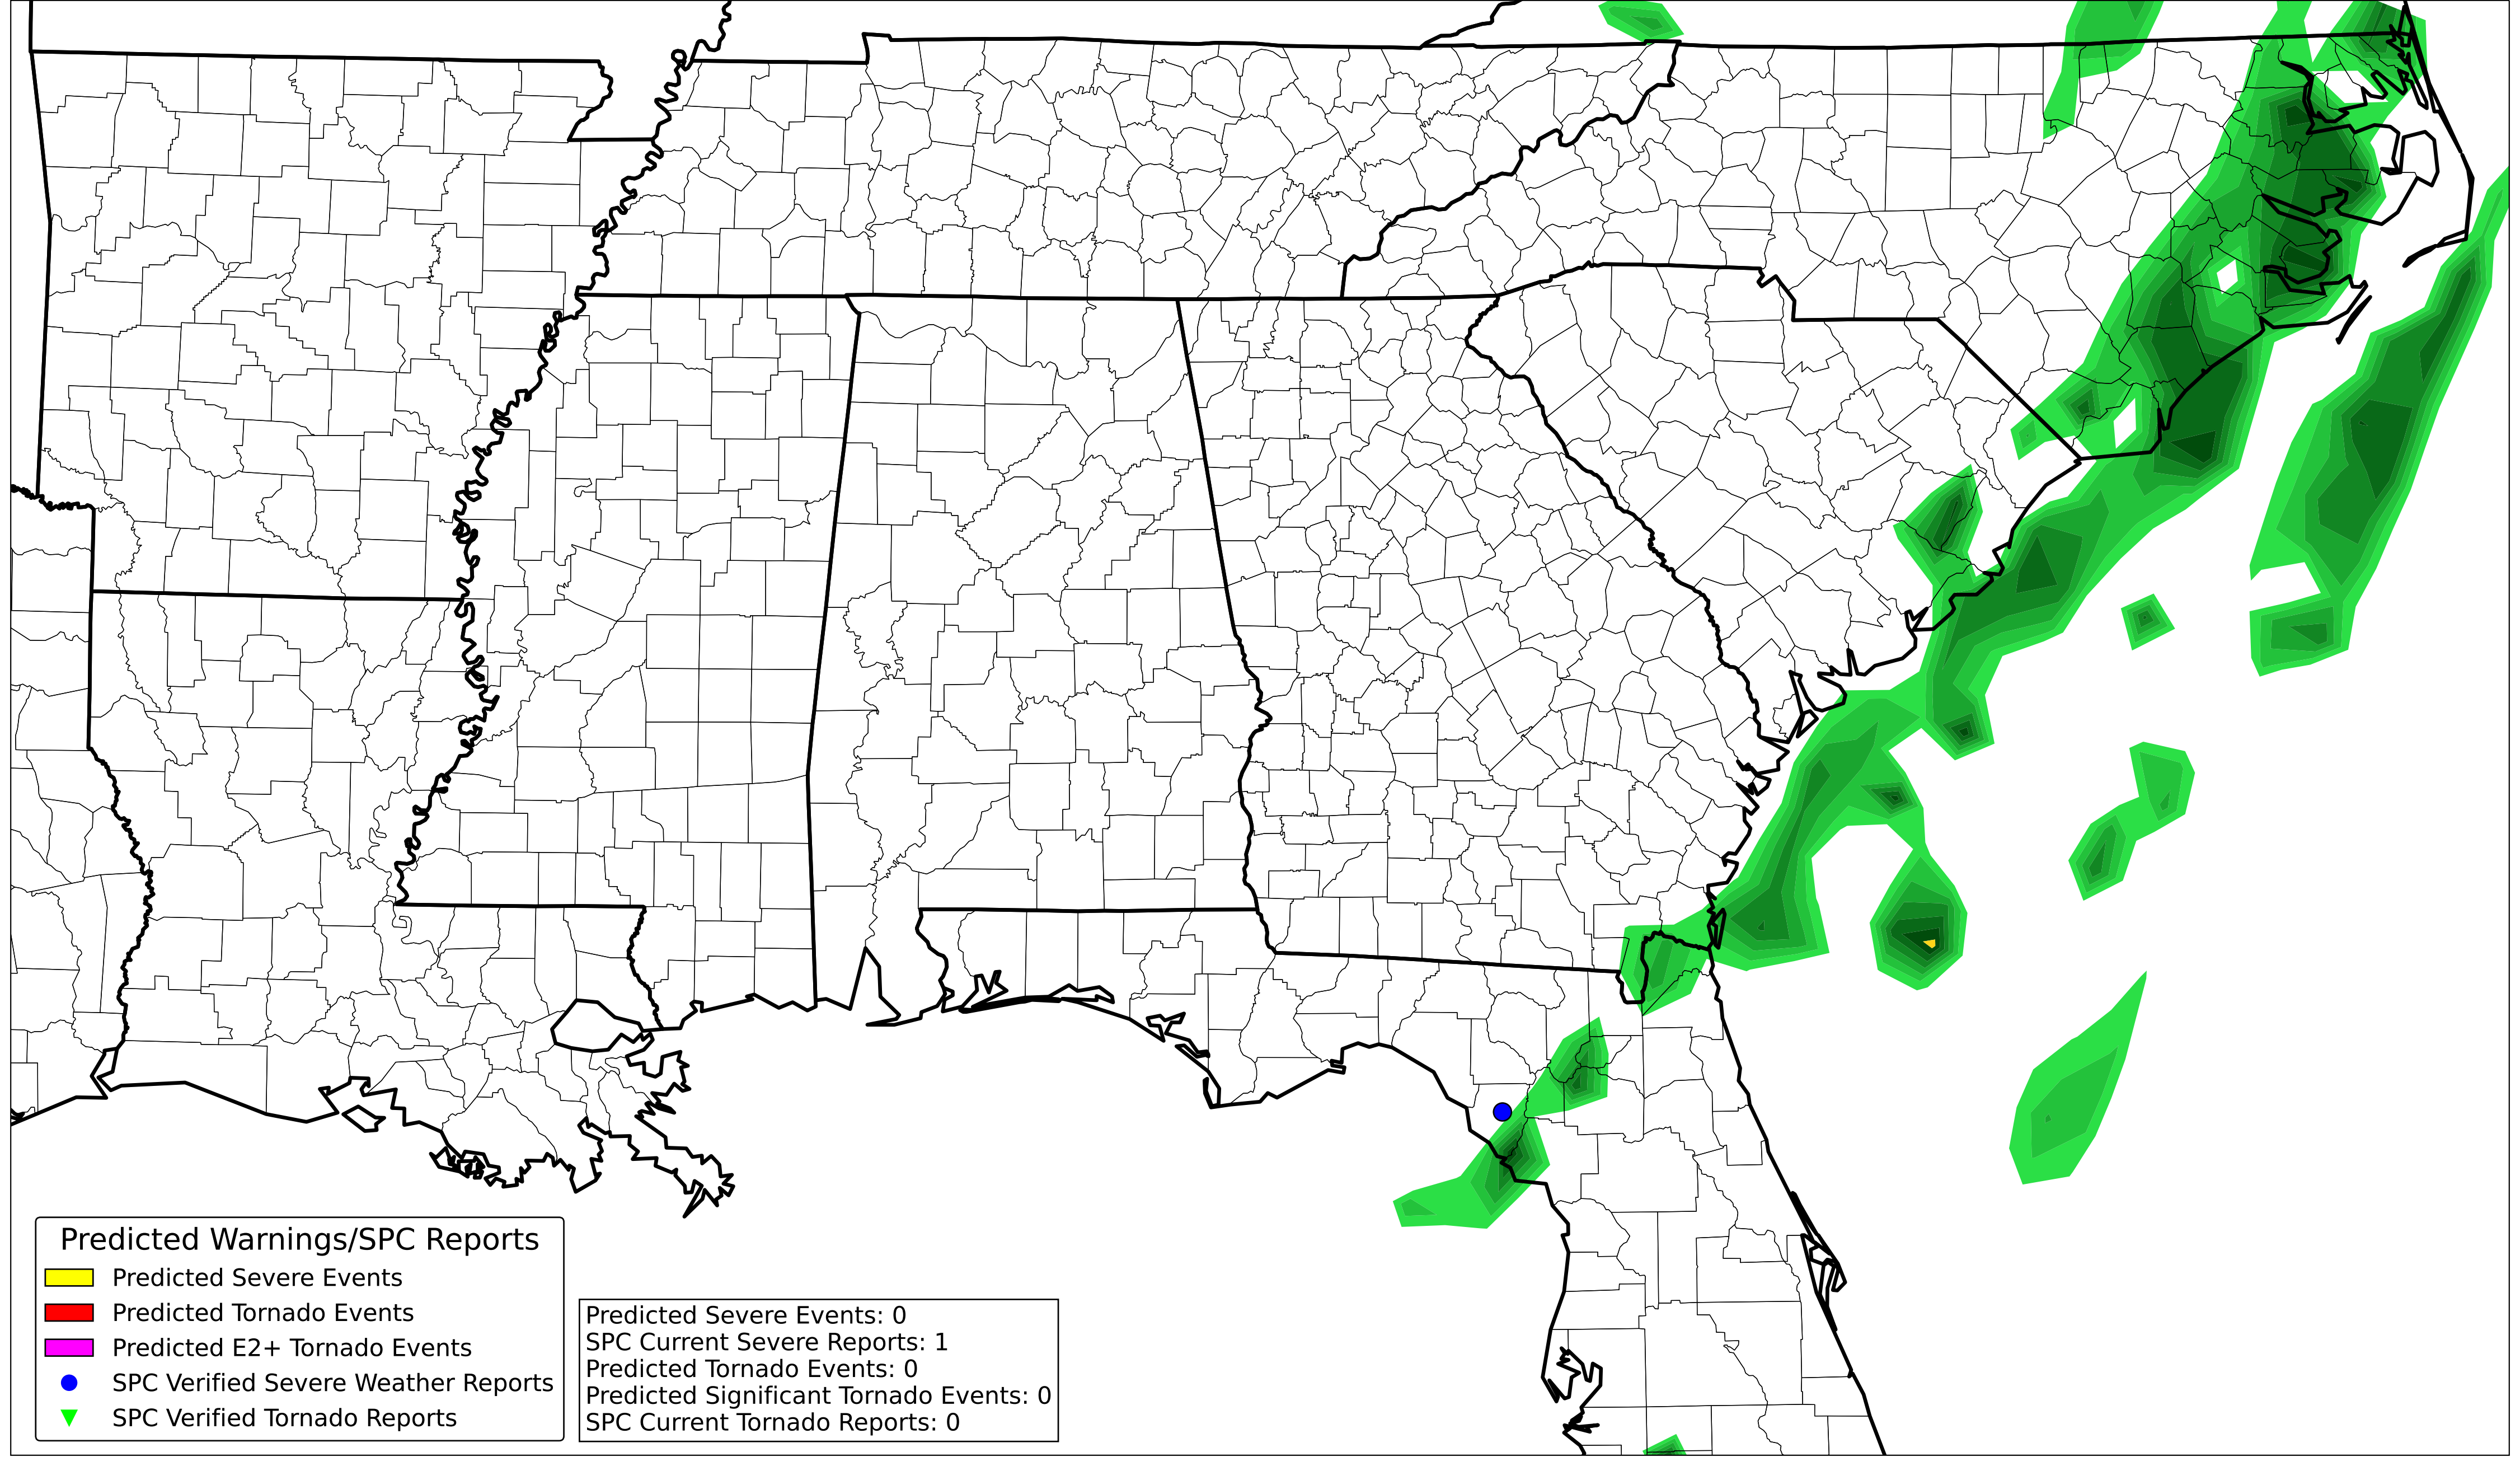 Predicted Warnings/SPC Reports
Predicted Severe Events
Predicted Tornado Events
Predicted E2+ Tornado Events
SPC Verified Severe Weather Reports
SPC Verified Tornado Reports
Predicted Severe Events: 0
SPC Current Severe Reports: 1
Predicted Tornado Events: 0
Predicted Significant Tornado Events: 0
SPC Current Tornado Reports: 0